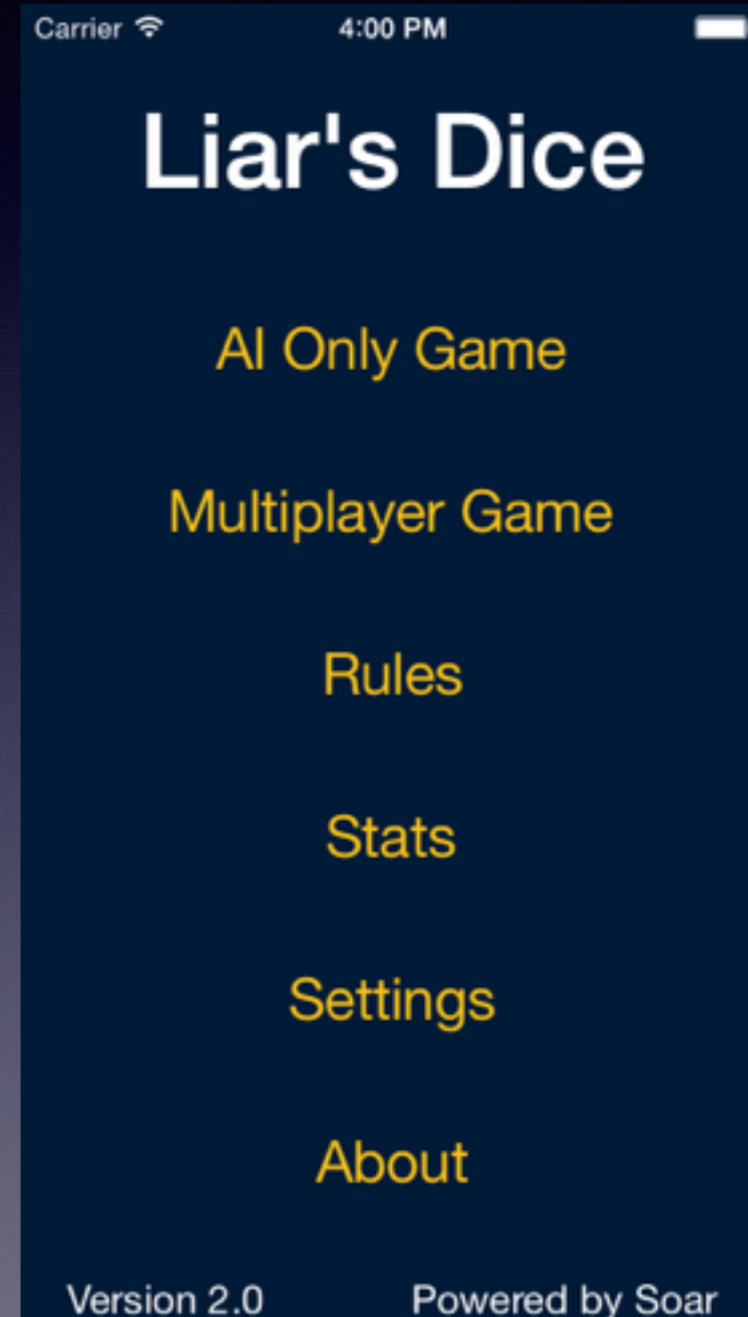 Carrier 4:00 PM
Liar's Dice
AI Only Game
Multiplayer Game
Rules
Stats
Settings
About
Version 2.0 Powered by Soar